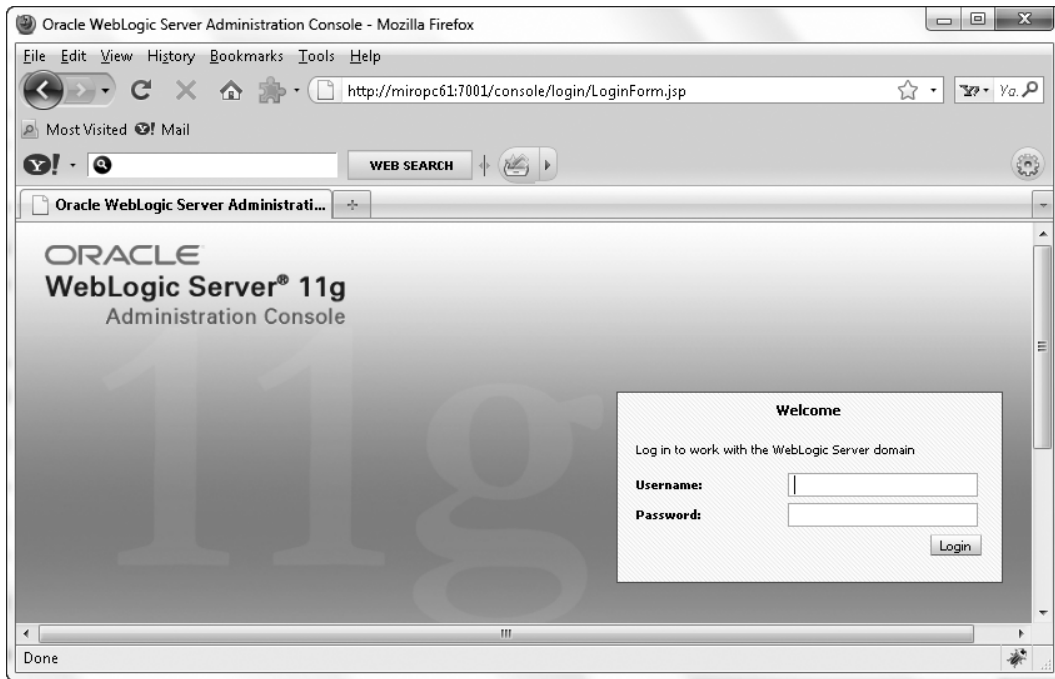 Oracle WebLogic Server Administration Console - Mozilla Firefox
File Edit View History Bookmarks Tools Help
http://miropc61:7001/console/login/LoginForm.jsp
Y? Ya.
Most Visited Y! Mail
Y! WEB SEARCH
Oracle WebLogic Server Administrati...
ORACLE
WebLogic Server® 11g
Administration Console
11g
Welcome
Log in to work with the WebLogic Server domain
Username:
Password:
Login
Done